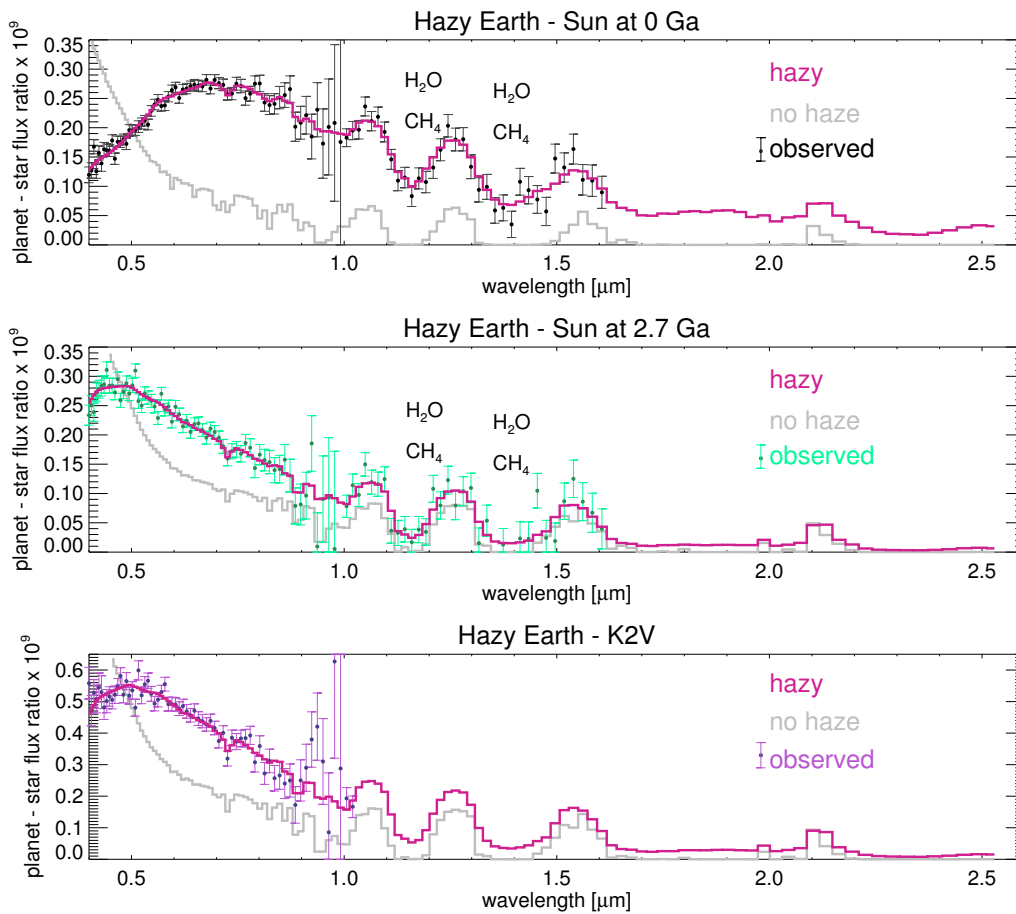 Hazy Earth - Sun at 0 Ga
planet - star flux ratio x 10⁹
0.35
0.30
0.25
0.20
0.15
0.10
0.05
0.00
H₂O
CH₄
H₂O
CH₄
hazy
no haze
observed
0.5 1.0 1.5 2.0 2.5
wavelength [μm]
Hazy Earth - Sun at 2.7 Ga
planet - star flux ratio x 10⁹
0.35
0.30
0.25
0.20
0.15
0.10
0.05
0.00
H₂O
CH₄
H₂O
CH₄
hazy
no haze
observed
0.5 1.0 1.5 2.0 2.5
wavelength [μm]
Hazy Earth - K2V
planet - star flux ratio x 10⁹
0.6
0.5
0.4
0.3
0.2
0.1
0.0
hazy
no haze
observed
0.5 1.0 1.5 2.0 2.5
wavelength [μm]